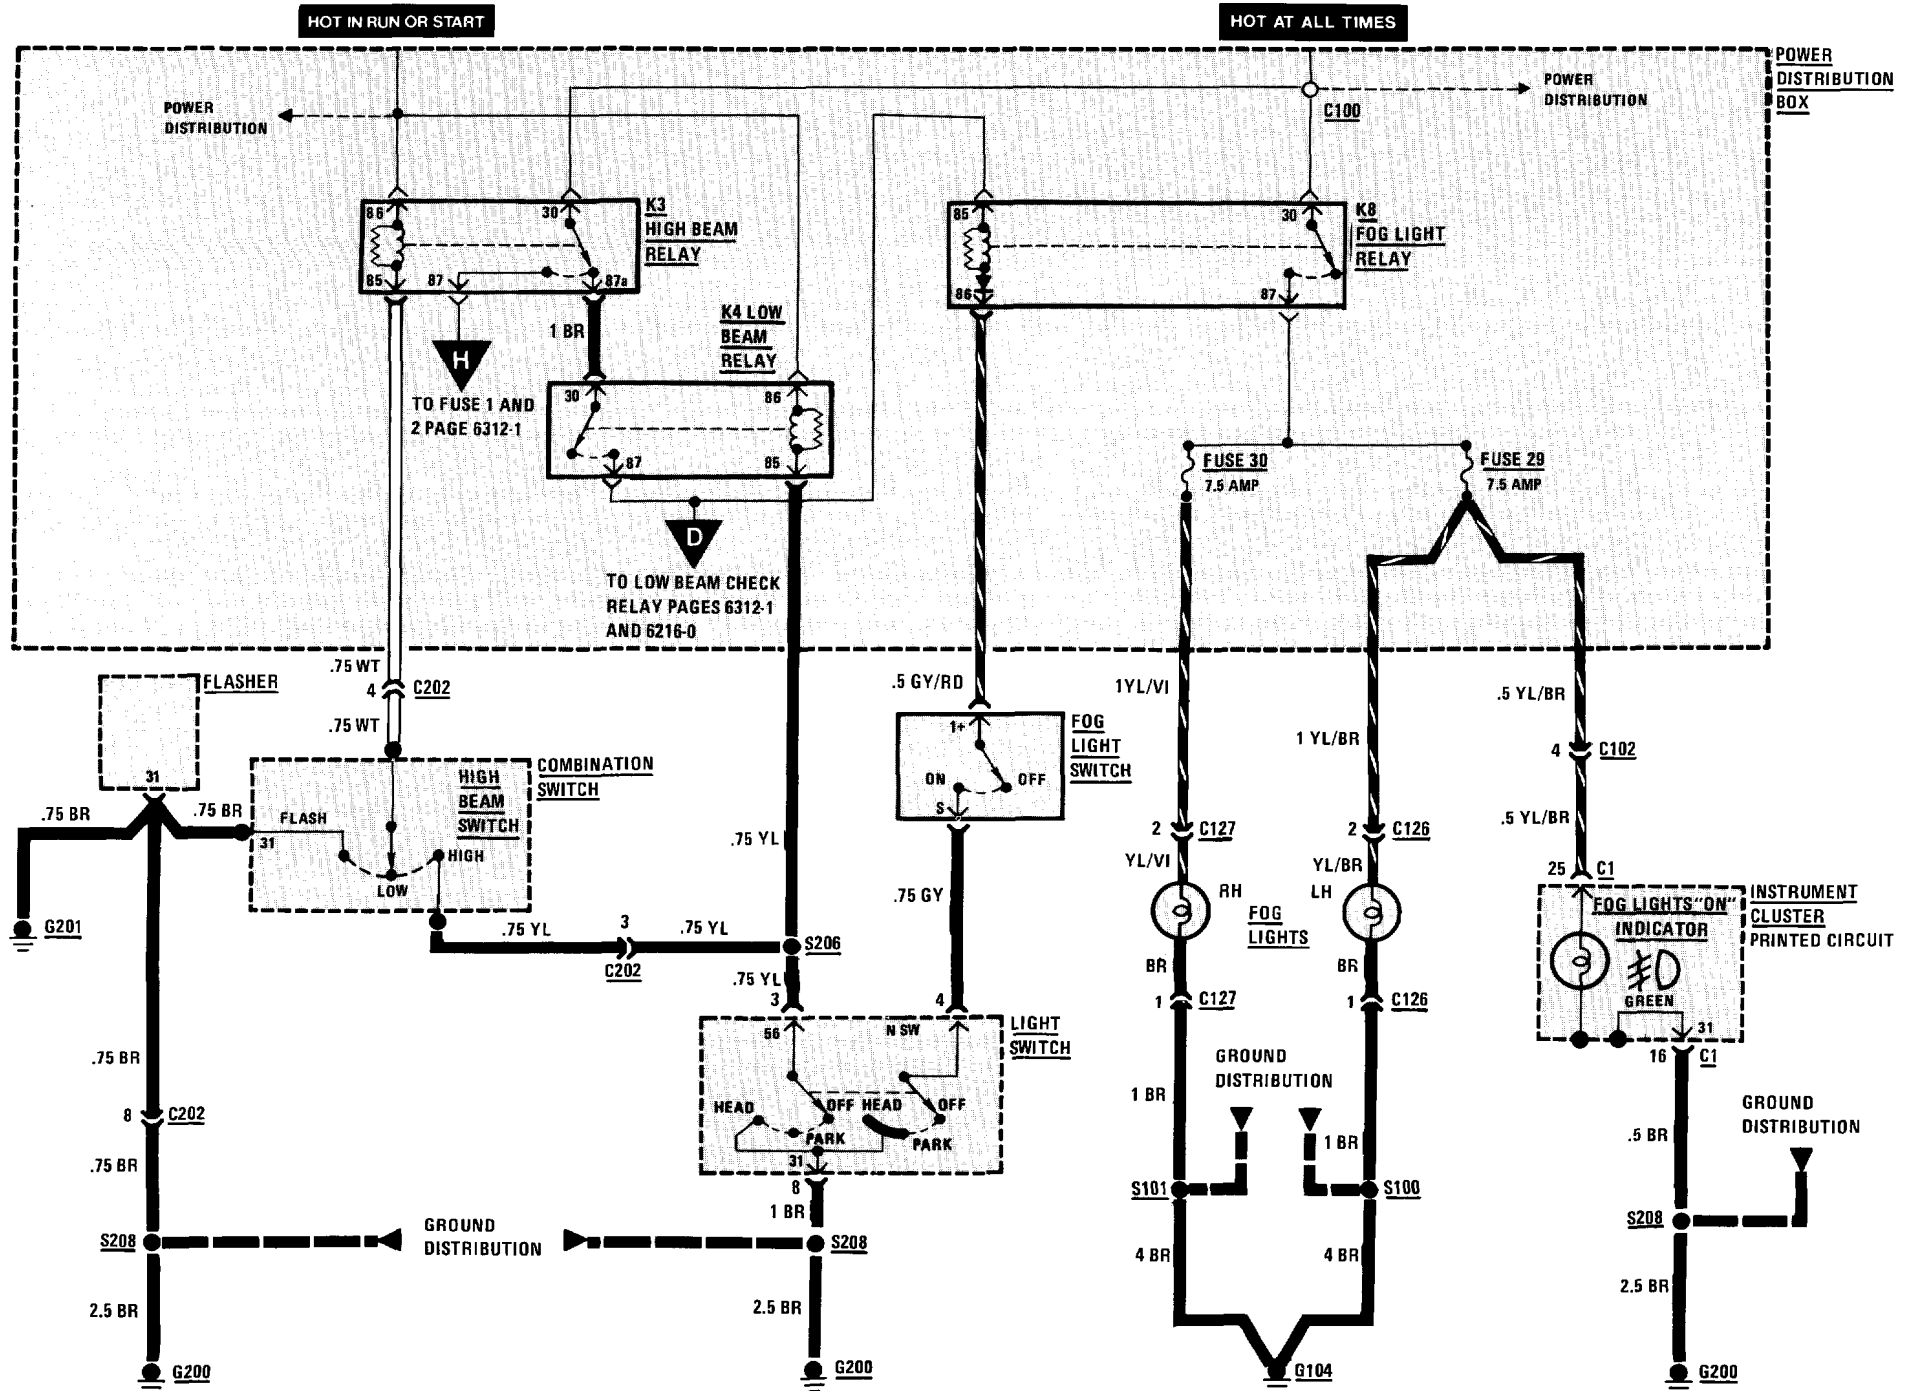 HOT IN RUN OR START
HOT AT ALL TIMES
POWER
DISTRIBUTION
BOX
POWER
DISTRIBUTION
POWER
DISTRIBUTION
C100
86
30
K3
HIGH BEAM
RELAY
85
87
87a
85
30
K8
FOG LIGHT
RELAY
86
87
1 BR
K4 LOW
BEAM
RELAY
H
TO FUSE 1 AND
2 PAGE 6312-1
30
86
87
85
D
TO LOW BEAM CHECK
RELAY PAGES 6312-1
AND 6216-0
FUSE 30
7.5 AMP
FUSE 29
7.5 AMP
.75 WT
4
C202
.75 WT
FLASHER
31
.75 BR
.75 BR
COMBINATION
SWITCH
HIGH
BEAM
SWITCH
FLASH
31
LOW
HIGH
G201
.75 YL
3
C202
.75 YL
.75 YL
S206
.75 YL
3
.5 GY/RD
1+
FOG
LIGHT
SWITCH
ON
OFF
S
.75 GY
4
1YL/VI
1 YL/BR
.5 YL/BR
4
C102
.5 YL/BR
2
C127
YL/VI
2
C126
YL/BR
RH
FOG
LIGHTS
LH
BR
BR
1
C127
1
C126
25
C1
INSTRUMENT
CLUSTER
PRINTED CIRCUIT
FOG LIGHTS "ON"
INDICATOR
GREEN
31
16
C1
56
N SW
LIGHT
SWITCH
HEAD
OFF
HEAD
OFF
PARK
PARK
31
8
1 BR
.75 BR
8
C202
.75 BR
S208
GROUND
DISTRIBUTION
S208
2.5 BR
2.5 BR
G200
G200
GROUND
DISTRIBUTION
1 BR
1 BR
S101
S100
4 BR
4 BR
G104
GROUND
DISTRIBUTION
.5 BR
S208
2.5 BR
G200